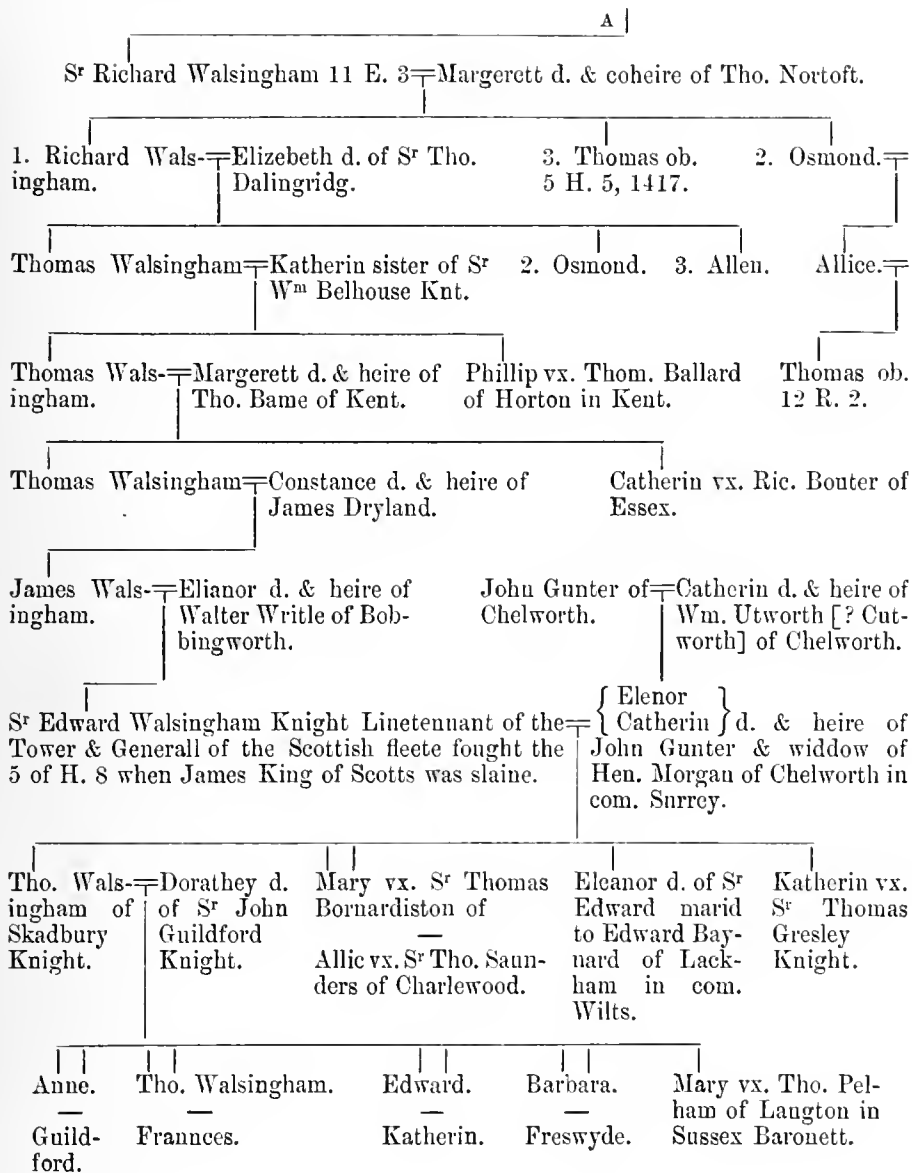 A
Sr Richard Walsingham 11 E. 3 Margerett d. & coheire of Tho. Nortoft.
1. Richard Wals- Elizebeth d. of Sr Tho. 3. Thomas ob. 2. Osmond.
ingham. Dalingridg. 5 H. 5, 1417.
Thomas Walsingham Katherin sister of Sr 2. Osmond. 3. Allen. Allice.
Wm Belhouse Knt.
Thomas Wals- Margerett d. & heire of Phillip vx. Thom. Ballard Thomas ob.
ingham. Tho. Bame of Kent. of Horton in Kent. 12 R. 2.
Thomas Walsingham Constance d. & heire of Catherin vx. Ric. Bouter of
James Dryland. Essex.
James Wals- Elianor d. & heire of John Gunter of Catherin d. & heire of
ingham. Walter Writle of Bob- Chelworth. Wm. Utworth [? Cut-
bingworth. worth] of Chelworth.
Elenor
Sr Edward Walsingham Knight Linetennant of the Catherin d. & heire of
Tower & Generall of the Scottish fleete fought the John Gunter & widdow of
5 of H. 8 when James King of Scotts was slaine. Hen. Morgan of Chelworth in
com. Surrey.
Tho. Wals- Dorathey d. Mary vx. Sr Thomas Eleanor d. of Sr Katherin vx.
ingham of of Sr John Bornardiston of Edward marid Sr Thomas
Skadbury Guildford — to Edward Bay- Gresley
Knight. Knight. Allic vx. Sr Tho. Saun- nard of Lack- Knight.
ders of Charlewood. ham in com.
Wilts.
Anne. Tho. Walsingham. Edward. Barbara. Mary vx. Tho. Pel-
— — — — ham of Laugton in
Guild- Frannces. Katherin. Freswyde. Sussex Baronett.
ford.